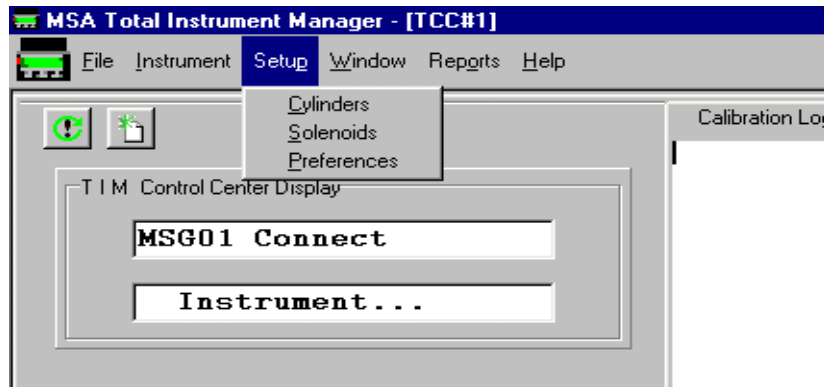 MSA Total Instrument Manager - [TCC#1]
File Instrument Setup Window Reports Help
Cylinders
Solenoids
Preferences
Calibration Log
T I M Control Center Display
MSG01 Connect
Instrument...